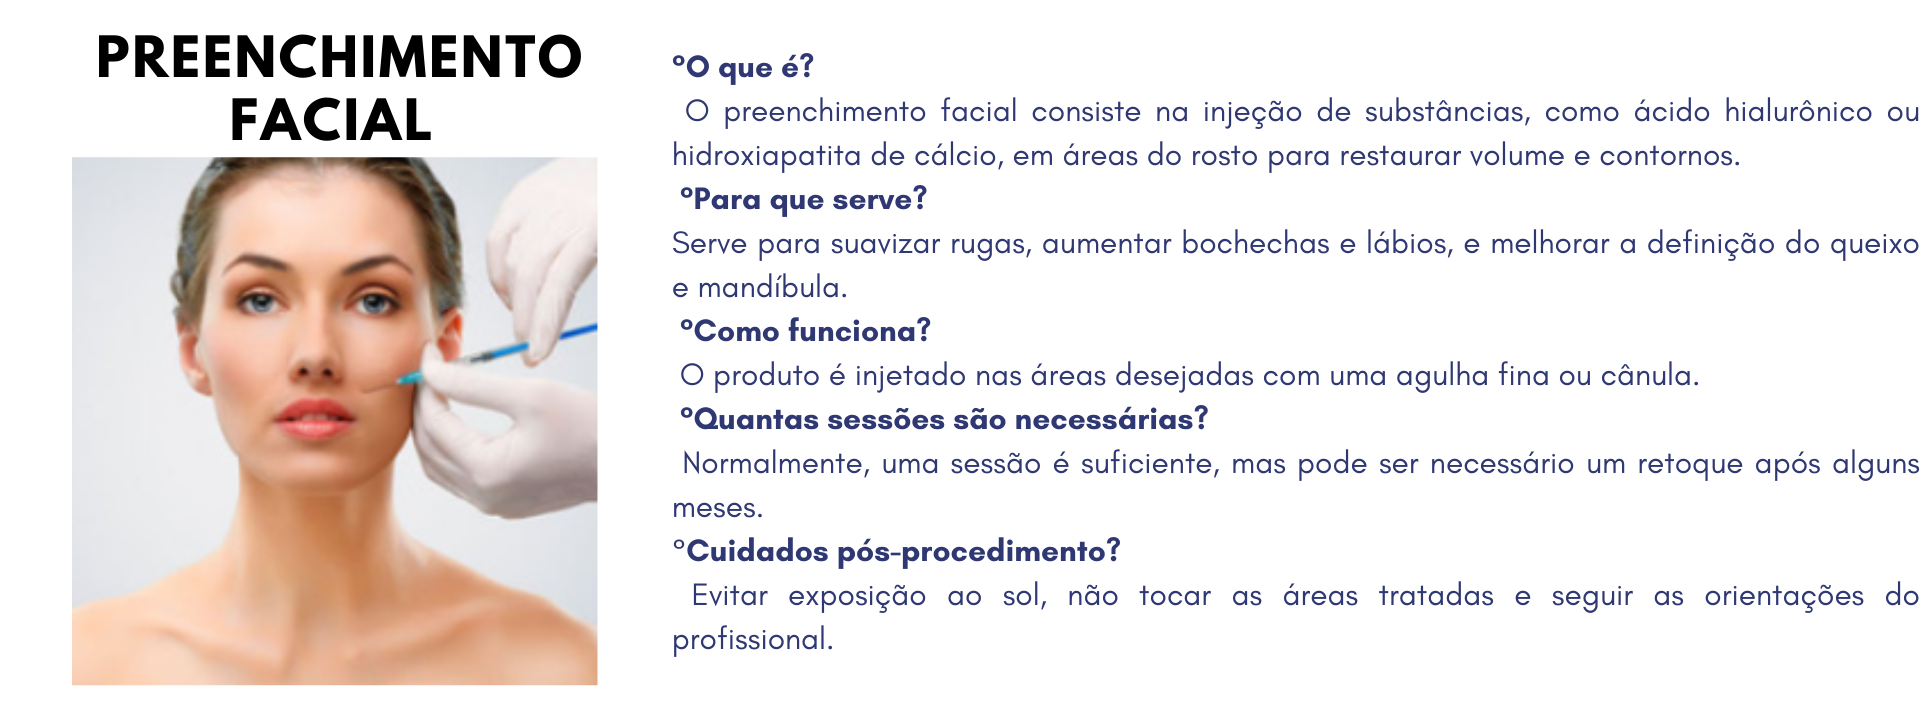 PREENCHIMENTO
FACIAL
°O que é?
O preenchimento facial consiste na injeção de substâncias, como ácido hialurônico ou
hidroxiapatita de cálcio, em áreas do rosto para restaurar volume e contornos.
°Para que serve?
Serve para suavizar rugas, aumentar bochechas e lábios, e melhorar a definição do queixo
e mandíbula.
°Como funciona?
O produto é injetado nas áreas desejadas com uma agulha fina ou cânula.
°Quantas sessões são necessárias?
Normalmente, uma sessão é suficiente, mas pode ser necessário um retoque após alguns
meses.
°Cuidados pós-procedimento?
Evitar exposição ao sol, não tocar as áreas tratadas e seguir as orientações do
profissional.